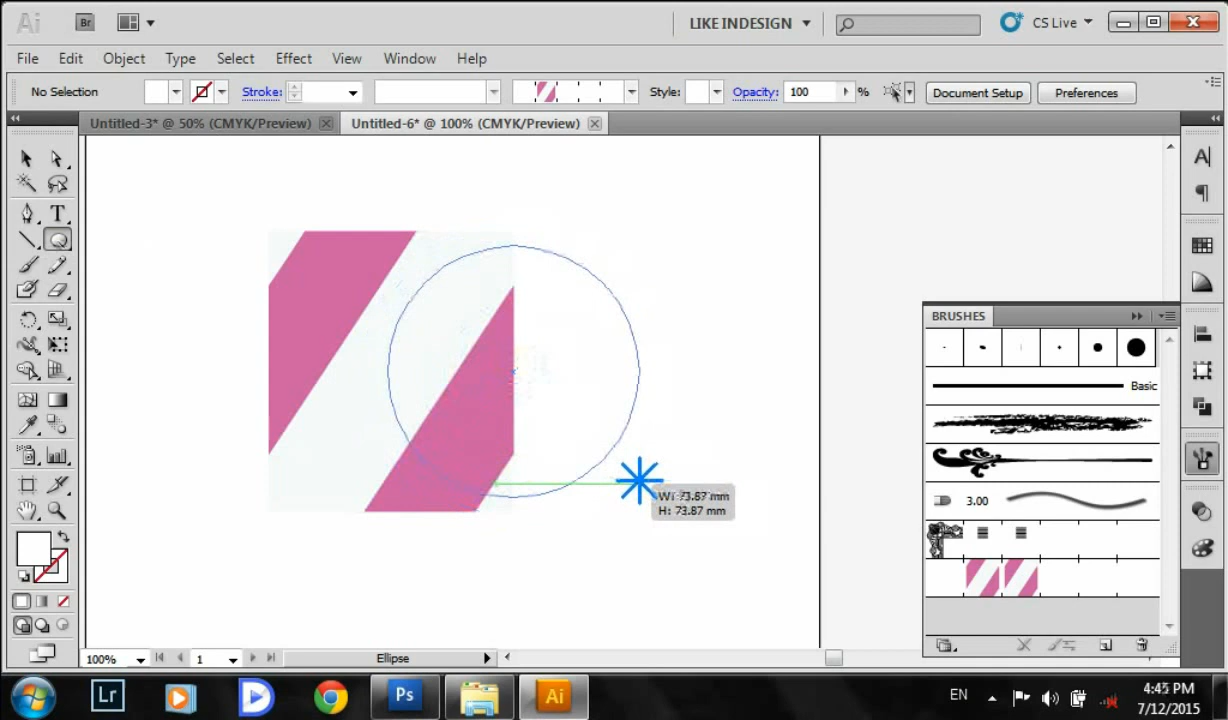 Ai
Br
LIKE INDESIGN
CS Live
File Edit Object Type Select Effect View Window Help
No Selection
Stroke:
Style:
Opacity: 100 %
Document Setup
Preferences
Untitled-3* @ 50% (CMYK/Preview)
Untitled-6* @ 100% (CMYK/Preview)
T
A
BRUSHES
Basic
3.00
W: 73.87 mm
H: 73.87 mm
100%
1
Ellipse
Lr
Ps
Ai
EN
4:45 PM
7/12/2015